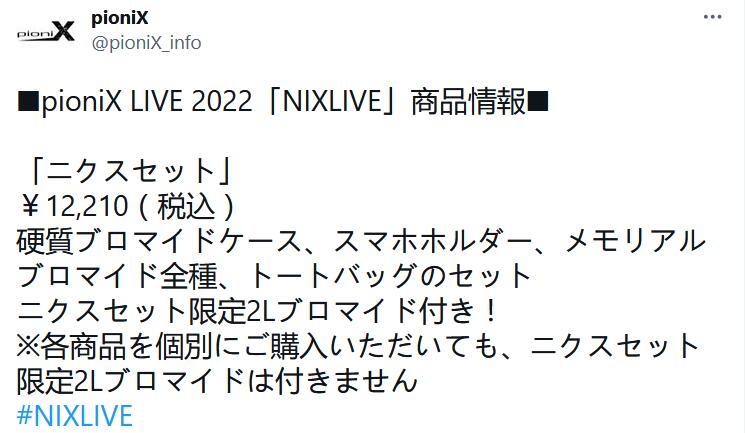 pioniX
pioniX
@pioniX_info
■pioniX LIVE 2022「NIXLIVE」商品情報■
「ニクスセット」
￥12,210（税込）
硬質ブロマイドケース、スマホホルダー、メモリアル
ブロマイド全種、トートバッグのセット
ニクスセット限定2Lブロマイド付き！
※各商品を個別にご購入いただいても、ニクスセット
限定2Lブロマイドは付きません
#NIXLIVE